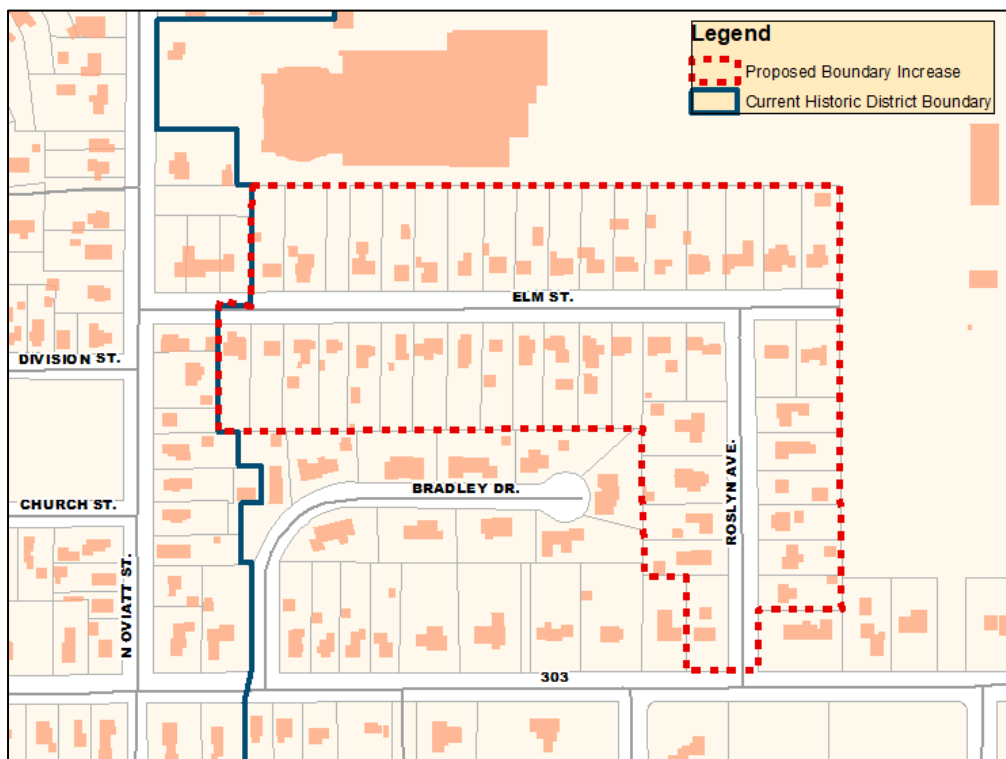 Legend
Proposed Boundary Increase
Current Historic District Boundary
ELM ST.
DIVISION ST.
BRADLEY DR.
CHURCH ST.
ROSLYN AVE.
N OVIATT ST.
303